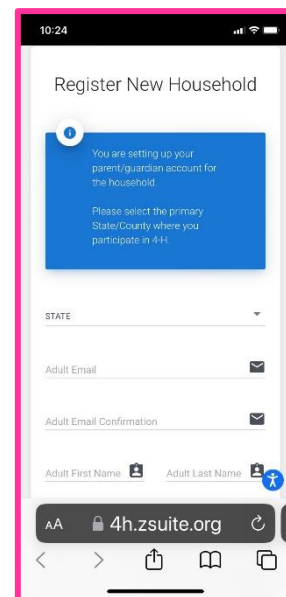 10:24
Register New Household
You are setting up your
parent/guardian account for
the household.
Please select the primary
State/County where you
participate in 4-H.
STATE
Adult Email
Adult Email Confirmation
Adult First Name Adult Last Name
AA 4h.zsuite.org